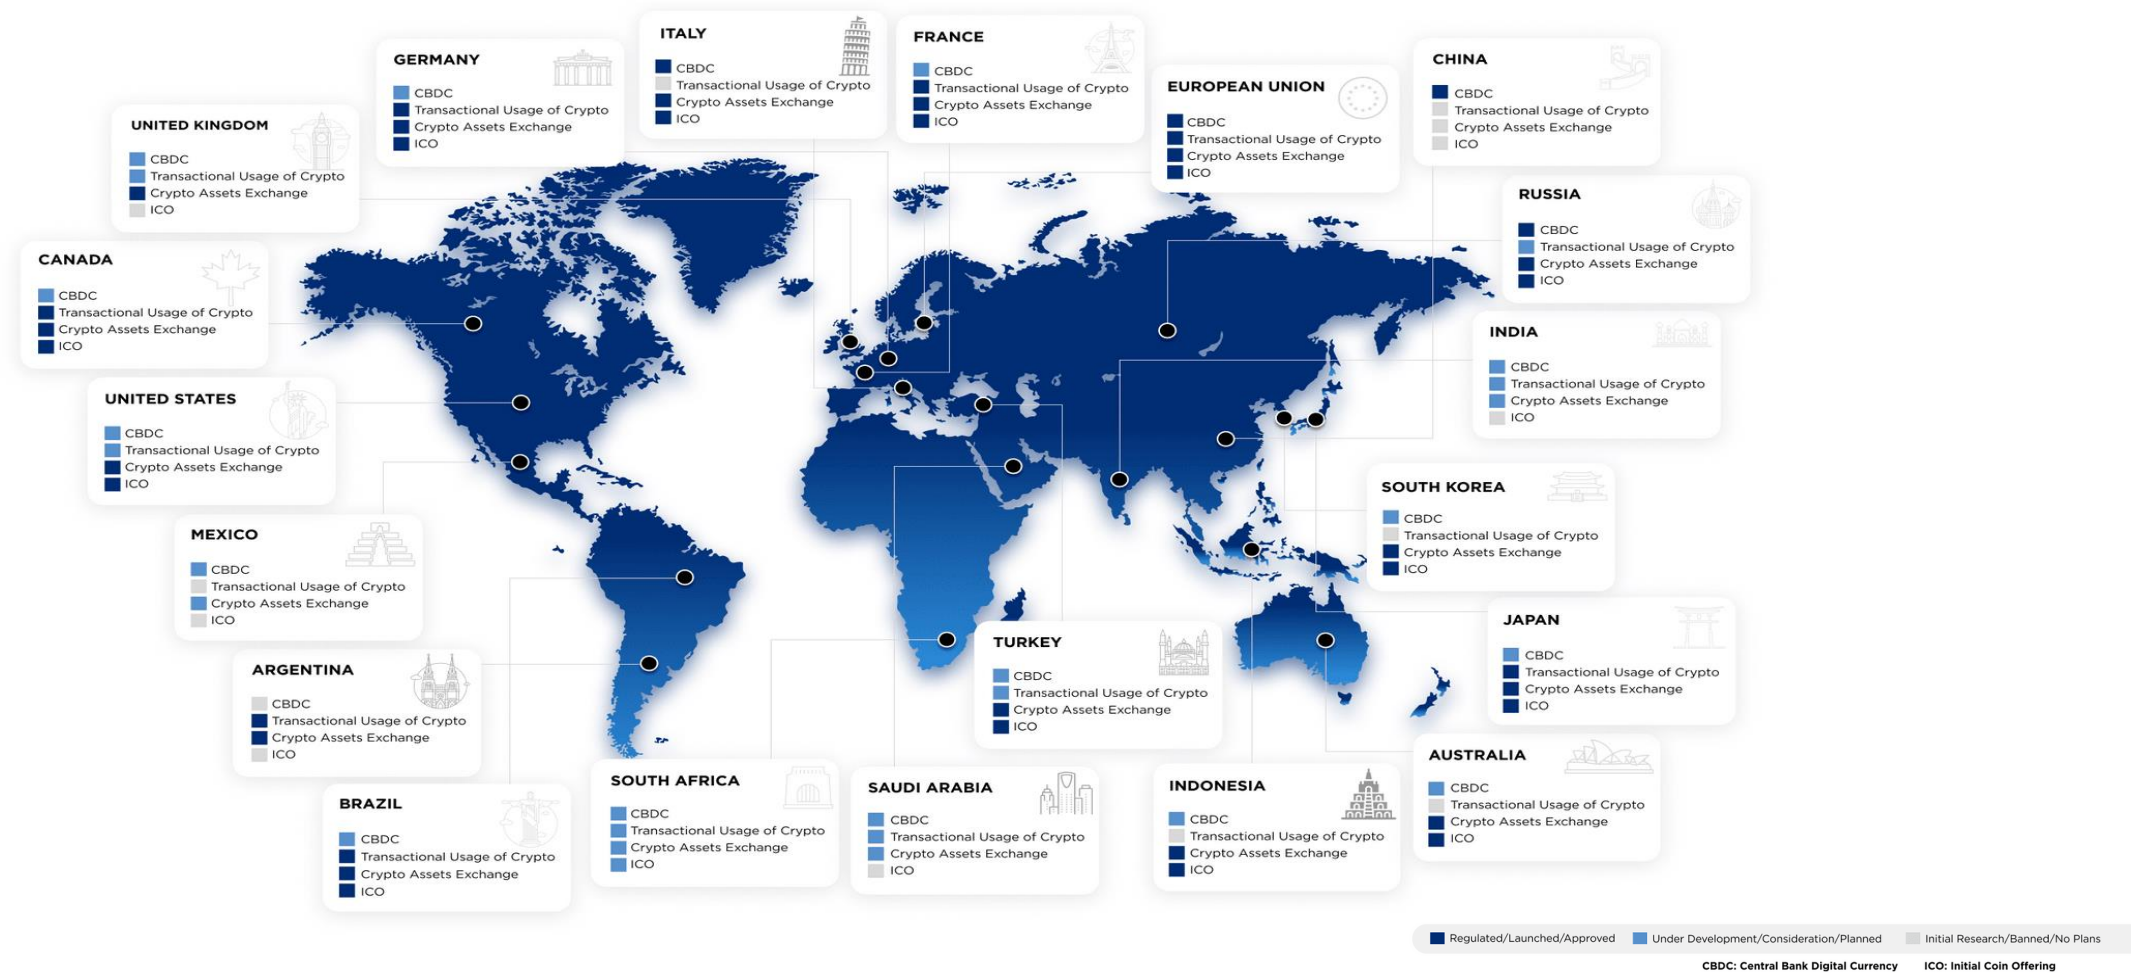 ITALY
CBDC
Transactional Usage of Crypto
Crypto Assets Exchange
ICO
FRANCE
CBDC
Transactional Usage of Crypto
Crypto Assets Exchange
ICO
GERMANY
CBDC
Transactional Usage of Crypto
Crypto Assets Exchange
ICO
EUROPEAN UNION
CBDC
Transactional Usage of Crypto
Crypto Assets Exchange
ICO
CHINA
CBDC
Transactional Usage of Crypto
Crypto Assets Exchange
ICO
UNITED KINGDOM
CBDC
Transactional Usage of Crypto
Crypto Assets Exchange
ICO
RUSSIA
CBDC
Transactional Usage of Crypto
Crypto Assets Exchange
ICO
CANADA
CBDC
Transactional Usage of Crypto
Crypto Assets Exchange
ICO
INDIA
CBDC
Transactional Usage of Crypto
Crypto Assets Exchange
ICO
UNITED STATES
CBDC
Transactional Usage of Crypto
Crypto Assets Exchange
ICO
SOUTH KOREA
CBDC
Transactional Usage of Crypto
Crypto Assets Exchange
ICO
MEXICO
CBDC
Transactional Usage of Crypto
Crypto Assets Exchange
ICO
JAPAN
CBDC
Transactional Usage of Crypto
Crypto Assets Exchange
ICO
TURKEY
CBDC
Transactional Usage of Crypto
Crypto Assets Exchange
ICO
ARGENTINA
CBDC
Transactional Usage of Crypto
Crypto Assets Exchange
ICO
AUSTRALIA
CBDC
Transactional Usage of Crypto
Crypto Assets Exchange
ICO
SOUTH AFRICA
CBDC
Transactional Usage of Crypto
Crypto Assets Exchange
ICO
SAUDI ARABIA
CBDC
Transactional Usage of Crypto
Crypto Assets Exchange
ICO
INDONESIA
CBDC
Transactional Usage of Crypto
Crypto Assets Exchange
ICO
BRAZIL
CBDC
Transactional Usage of Crypto
Crypto Assets Exchange
ICO
Regulated/Launched/Approved Under Development/Consideration/Planned Initial Research/Banned/No Plans
CBDC: Central Bank Digital Currency ICO: Initial Coin Offering